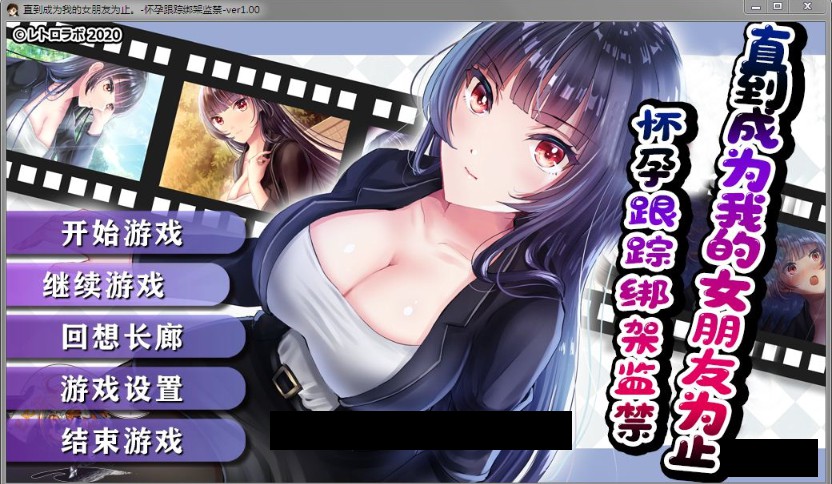 直到成为我的女朋友为止。-怀孕跟踪绑架监禁-ver1.00
©レトロラボ 2020
直到成为我的女朋友为止
怀孕跟踪绑架监禁
开始游戏
继续游戏
回想长廊
游戏设置
结束游戏